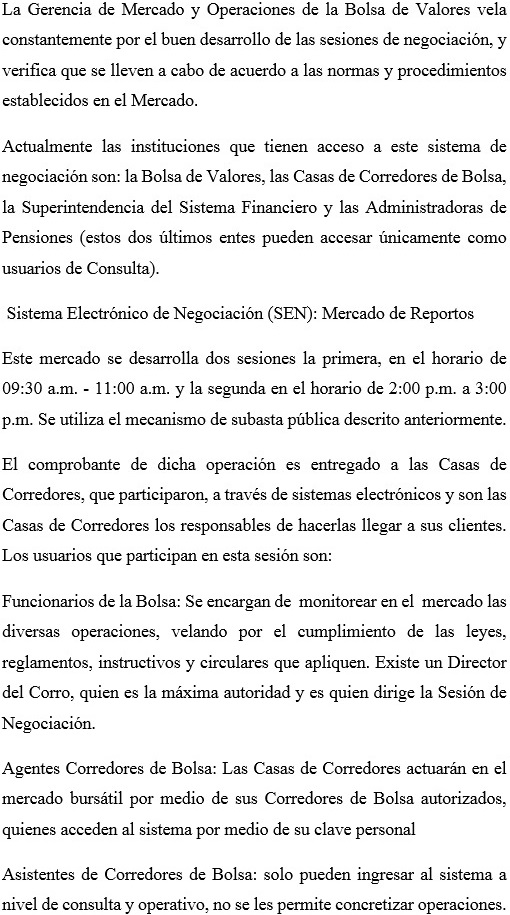 La Gerencia de Mercado y Operaciones de la Bolsa de Valores vela
constantemente por el buen desarrollo de las sesiones de negociación, y
verifica que se lleven a cabo de acuerdo a las normas y procedimientos
establecidos en el Mercado.
Actualmente las instituciones que tienen acceso a este sistema de
negociación son: la Bolsa de Valores, las Casas de Corredores de Bolsa,
la Superintendencia del Sistema Financiero y las Administradoras de
Pensiones (estos dos últimos entes pueden accesar únicamente como
usuarios de Consulta).
Sistema Electrónico de Negociación (SEN): Mercado de Reportos
Este mercado se desarrolla dos sesiones la primera, en el horario de
09:30 a.m. - 11:00 a.m. y la segunda en el horario de 2:00 p.m. a 3:00
p.m. Se utiliza el mecanismo de subasta pública descrito anteriormente.
El comprobante de dicha operación es entregado a las Casas de
Corredores, que participaron, a través de sistemas electrónicos y son las
Casas de Corredores los responsables de hacerlas llegar a sus clientes.
Los usuarios que participan en esta sesión son:
Funcionarios de la Bolsa: Se encargan de monitorear en el mercado las
diversas operaciones, velando por el cumplimiento de las leyes,
reglamentos, instructivos y circulares que apliquen. Existe un Director
del Corro, quien es la máxima autoridad y es quien dirige la Sesión de
Negociación.
Agentes Corredores de Bolsa: Las Casas de Corredores actuarán en el
mercado bursátil por medio de sus Corredores de Bolsa autorizados,
quienes acceden al sistema por medio de su clave personal
Asistentes de Corredores de Bolsa: solo pueden ingresar al sistema a
nivel de consulta y operativo, no se les permite concretizar operaciones.